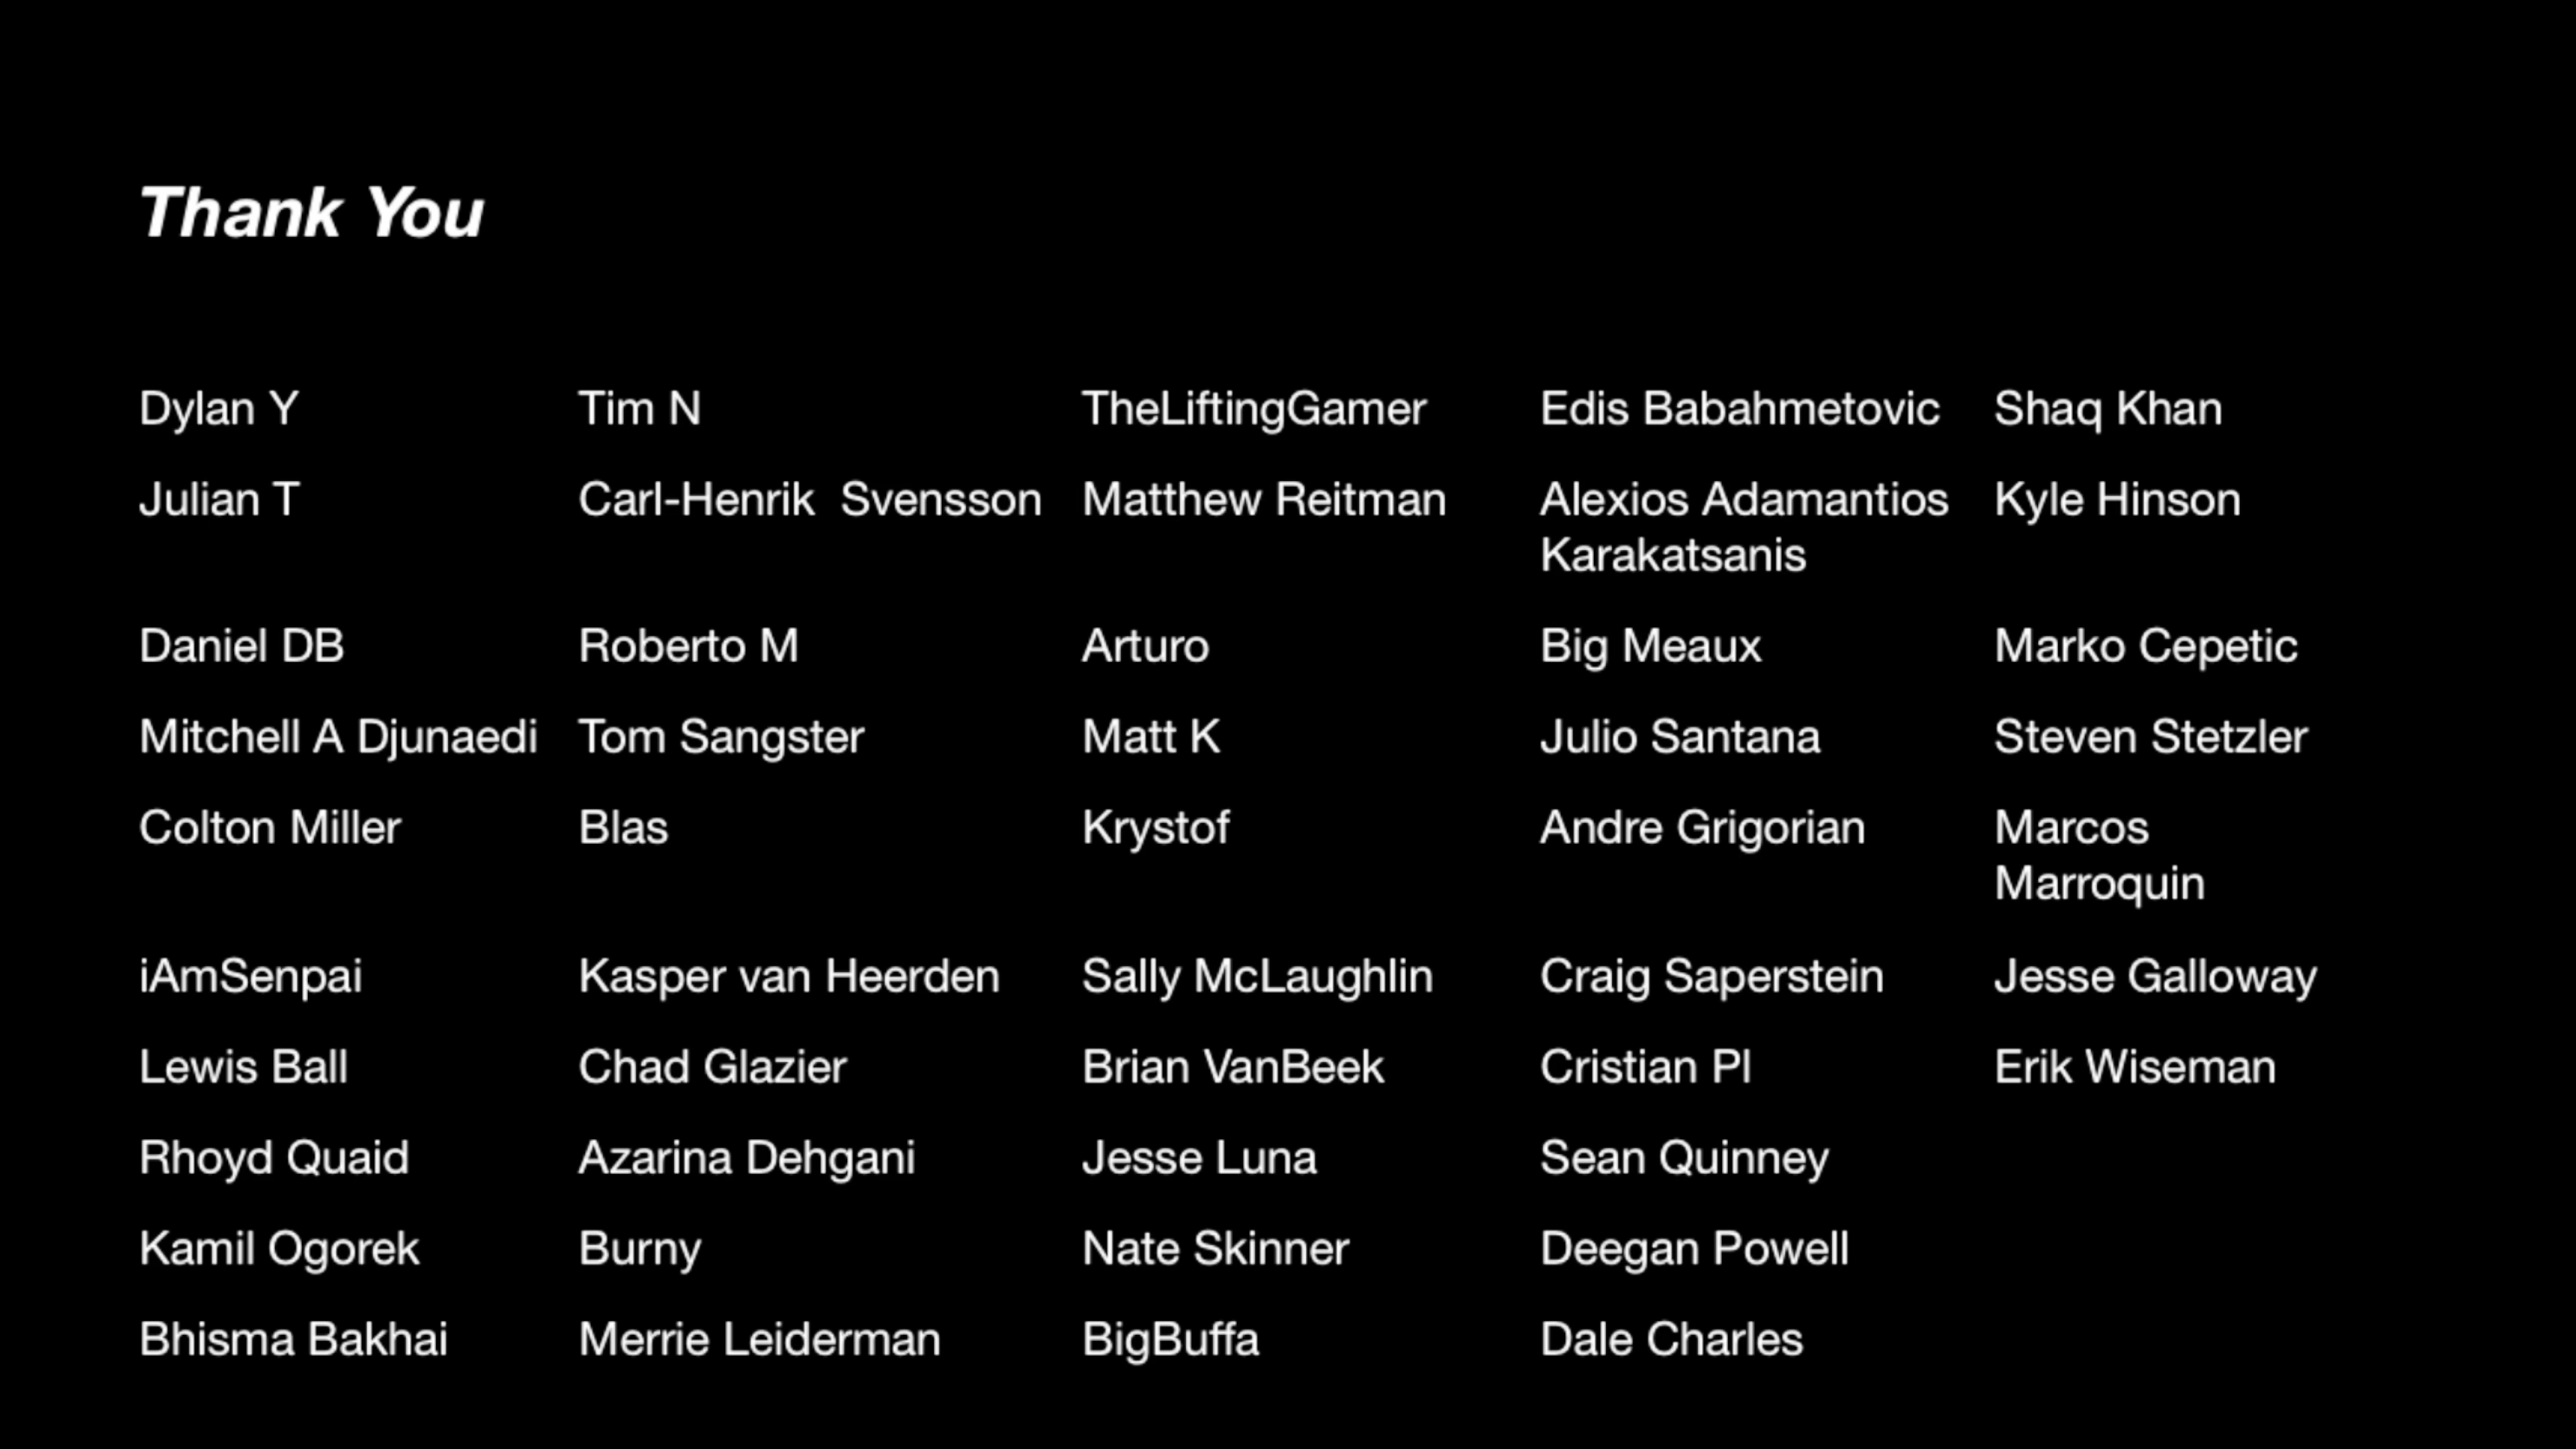 Thank You
Dylan Y
Tim N
TheLiftingGamer
Edis Babahmetovic
Shaq Khan
Julian T
Carl-Henrik  Svensson
Matthew Reitman
Alexios Adamantios
Karakatsanis
Kyle Hinson
Daniel DB
Roberto M
Arturo
Big Meaux
Marko Cepetic
Mitchell A Djunaedi
Tom Sangster
Matt K
Julio Santana
Steven Stetzler
Colton Miller
Blas
Krystof
Andre Grigorian
Marcos
Marroquin
iAmSenpai
Kasper van Heerden
Sally McLaughlin
Craig Saperstein
Jesse Galloway
Lewis Ball
Chad Glazier
Brian VanBeek
Cristian Pl
Erik Wiseman
Rhoyd Quaid
Azarina Dehgani
Jesse Luna
Sean Quinney
Kamil Ogorek
Burny
Nate Skinner
Deegan Powell
Bhisma Bakhai
Merrie Leiderman
BigBuffa
Dale Charles